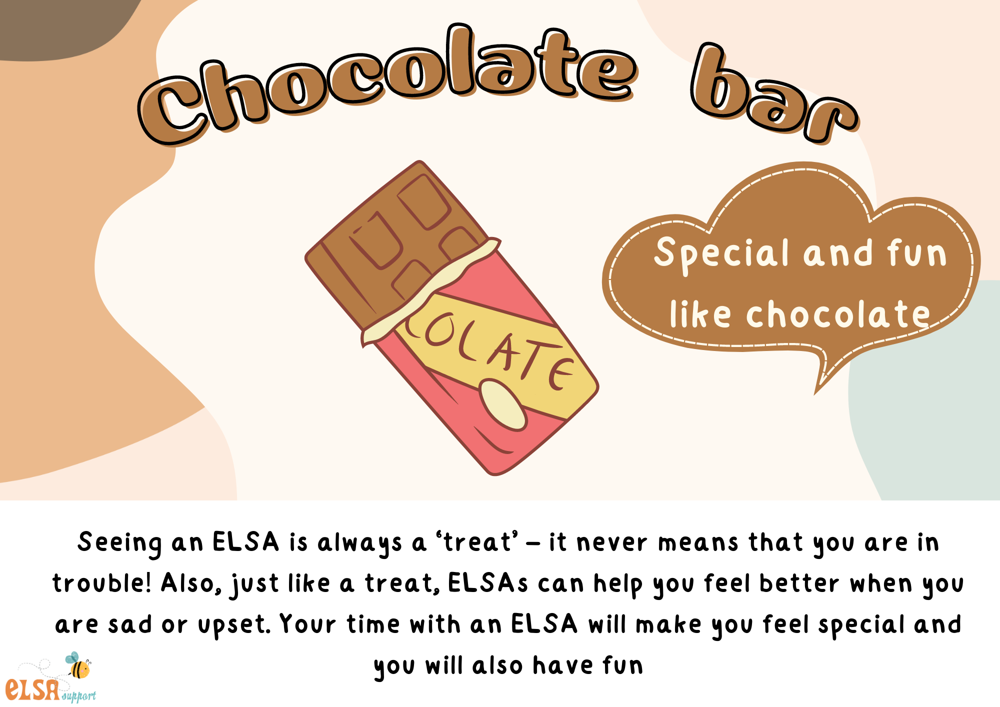 Chocolate bar
Special and fun
like chocolate
COLATE
Seeing an ELSA is always a ‘treat’ – it never means that you are in
trouble! Also, just like a treat, ELSAs can help you feel better when you
are sad or upset. Your time with an ELSA will make you feel special and
you will also have fun
eLSA support